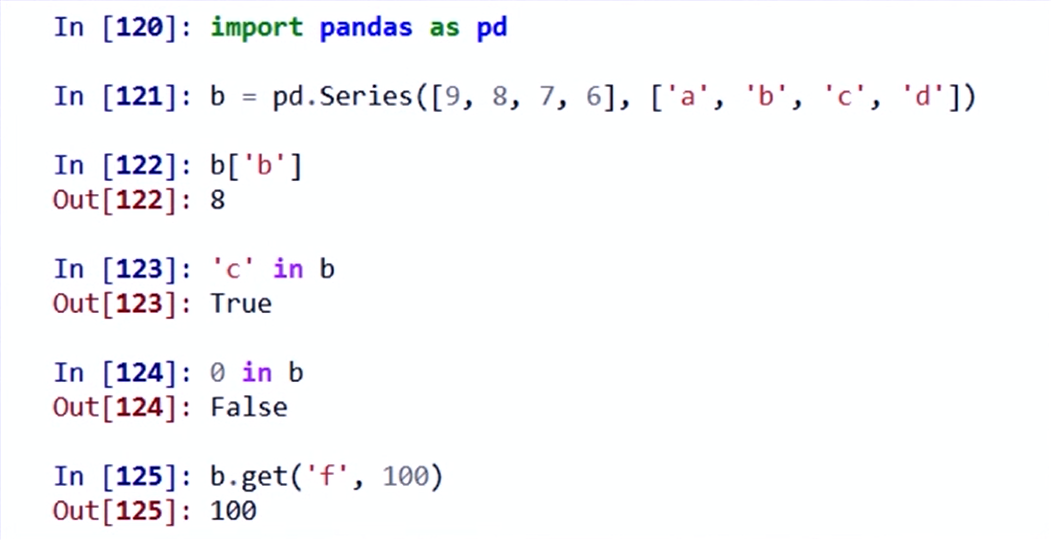 In [120]: import pandas as pd
In [121]: b = pd.Series([9, 8, 7, 6], ['a', 'b', 'c', 'd'])
In [122]: b['b']
Out[122]: 8
In [123]: 'c' in b
Out[123]: True
In [124]: 0 in b
Out[124]: False
In [125]: b.get('f', 100)
Out[125]: 100